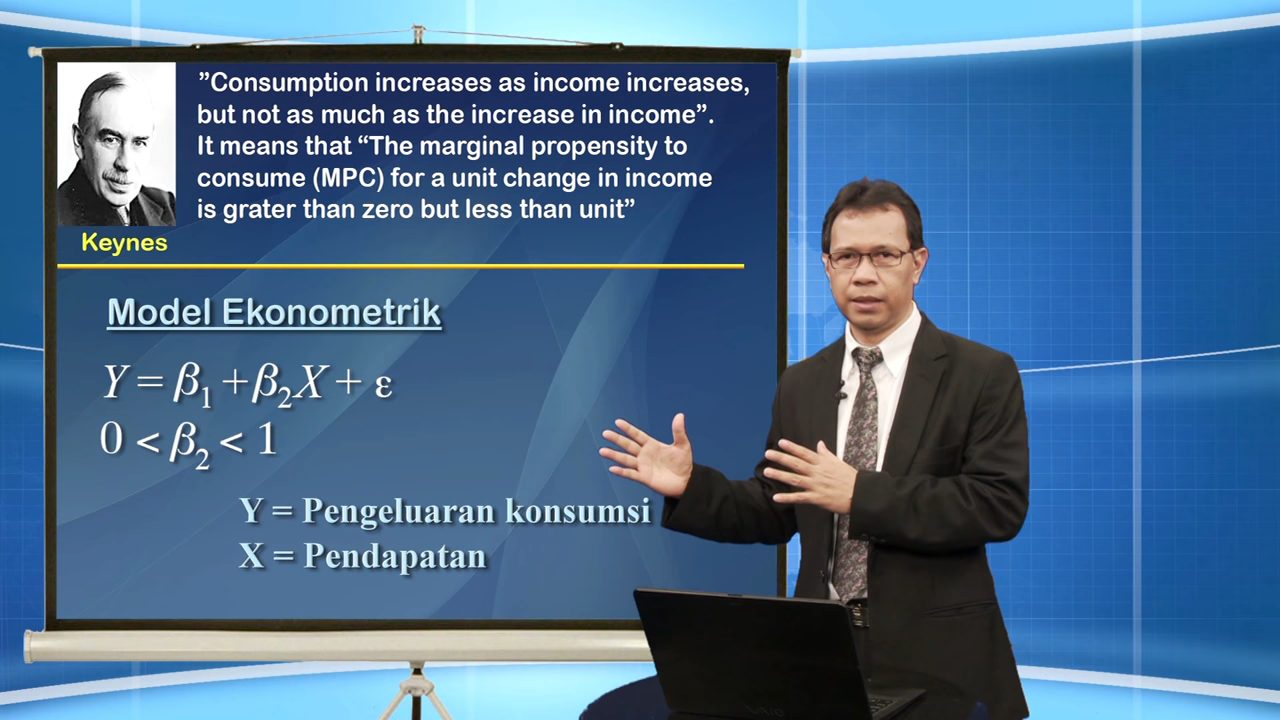 ”Consumption increases as income increases,
but not as much as the increase in income”.
It means that “The marginal propensity to
consume (MPC) for a unit change in income
is grater than zero but less than unit”
Keynes
Model Ekonometrik
Y = β₁ + β₂X + ε
0 < β₂ < 1
Y = Pengeluaran konsumsi
X = Pendapatan
VAIO